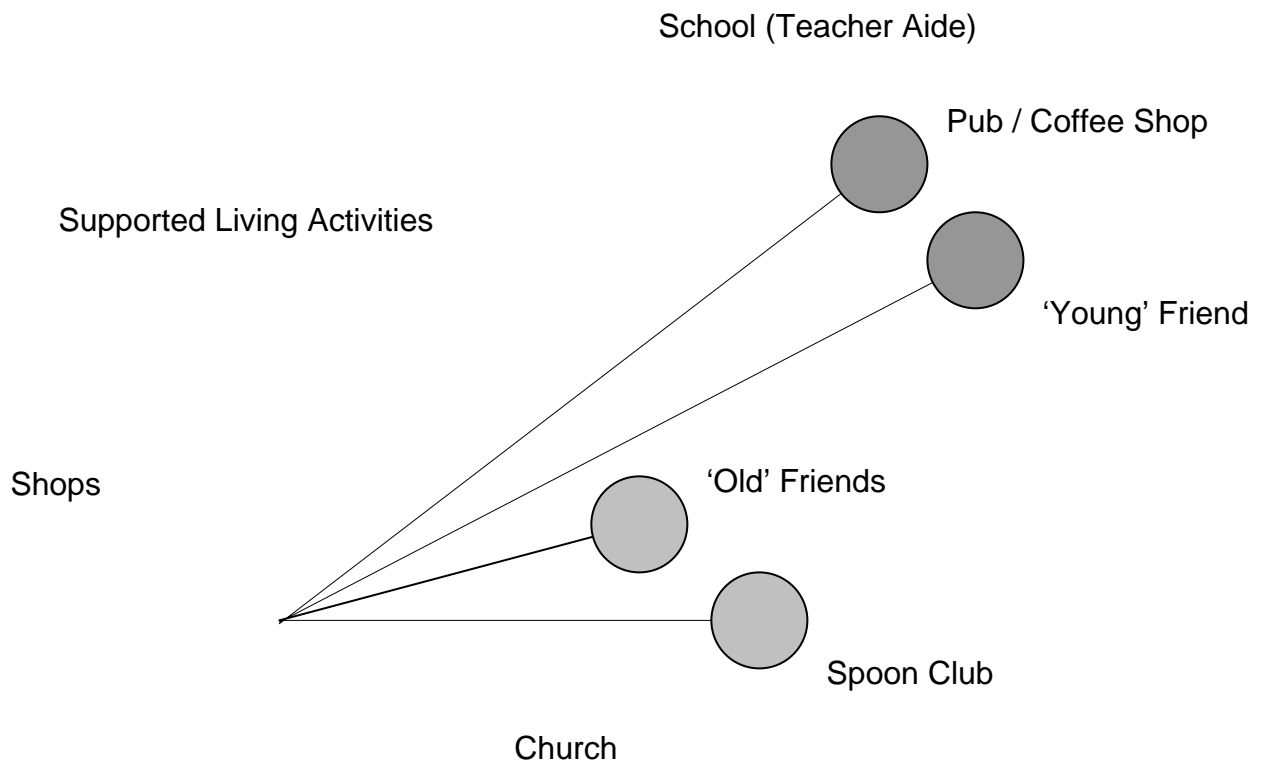 School (Teacher Aide)
Pub / Coffee Shop
Supported Living Activities
‘Young’ Friend
‘Old’ Friends
Shops
Spoon Club
Church